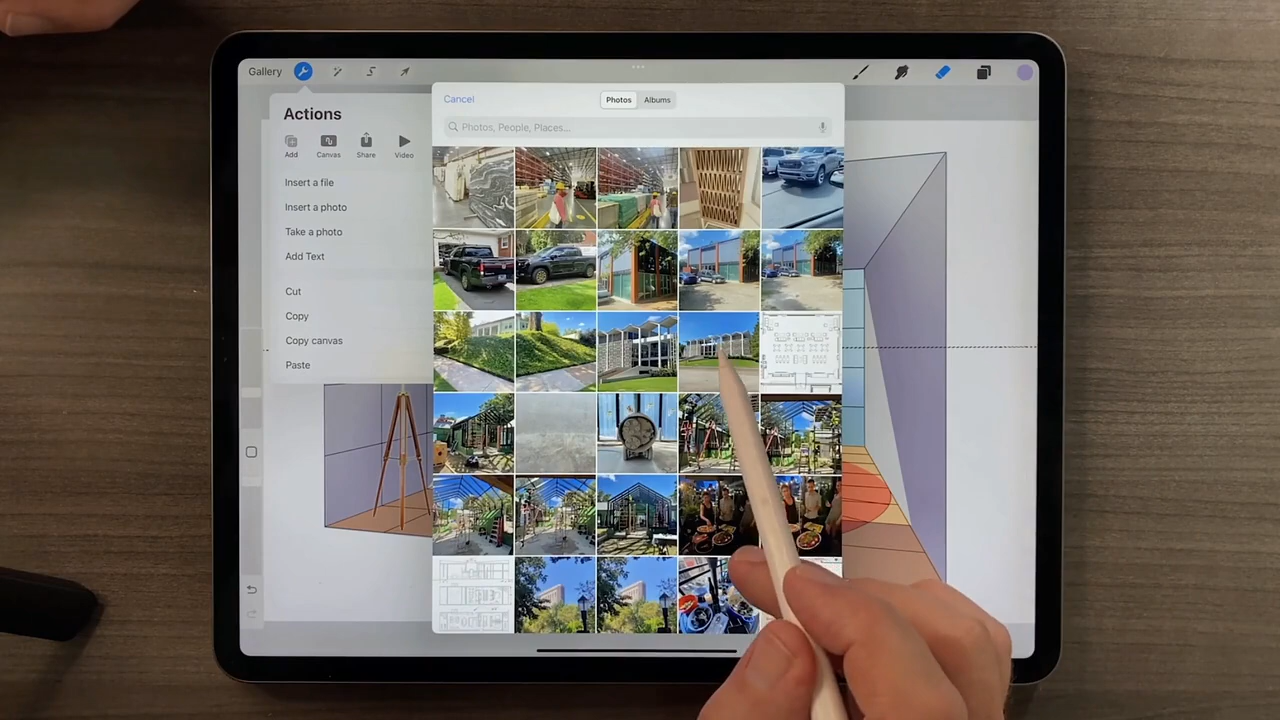 Gallery
Cancel
Photos Albums
Photos, People, Places...
Actions
Add Canvas Share Video
Insert a file
Insert a photo
Take a photo
Add Text
Cut
Copy
Copy canvas
Paste